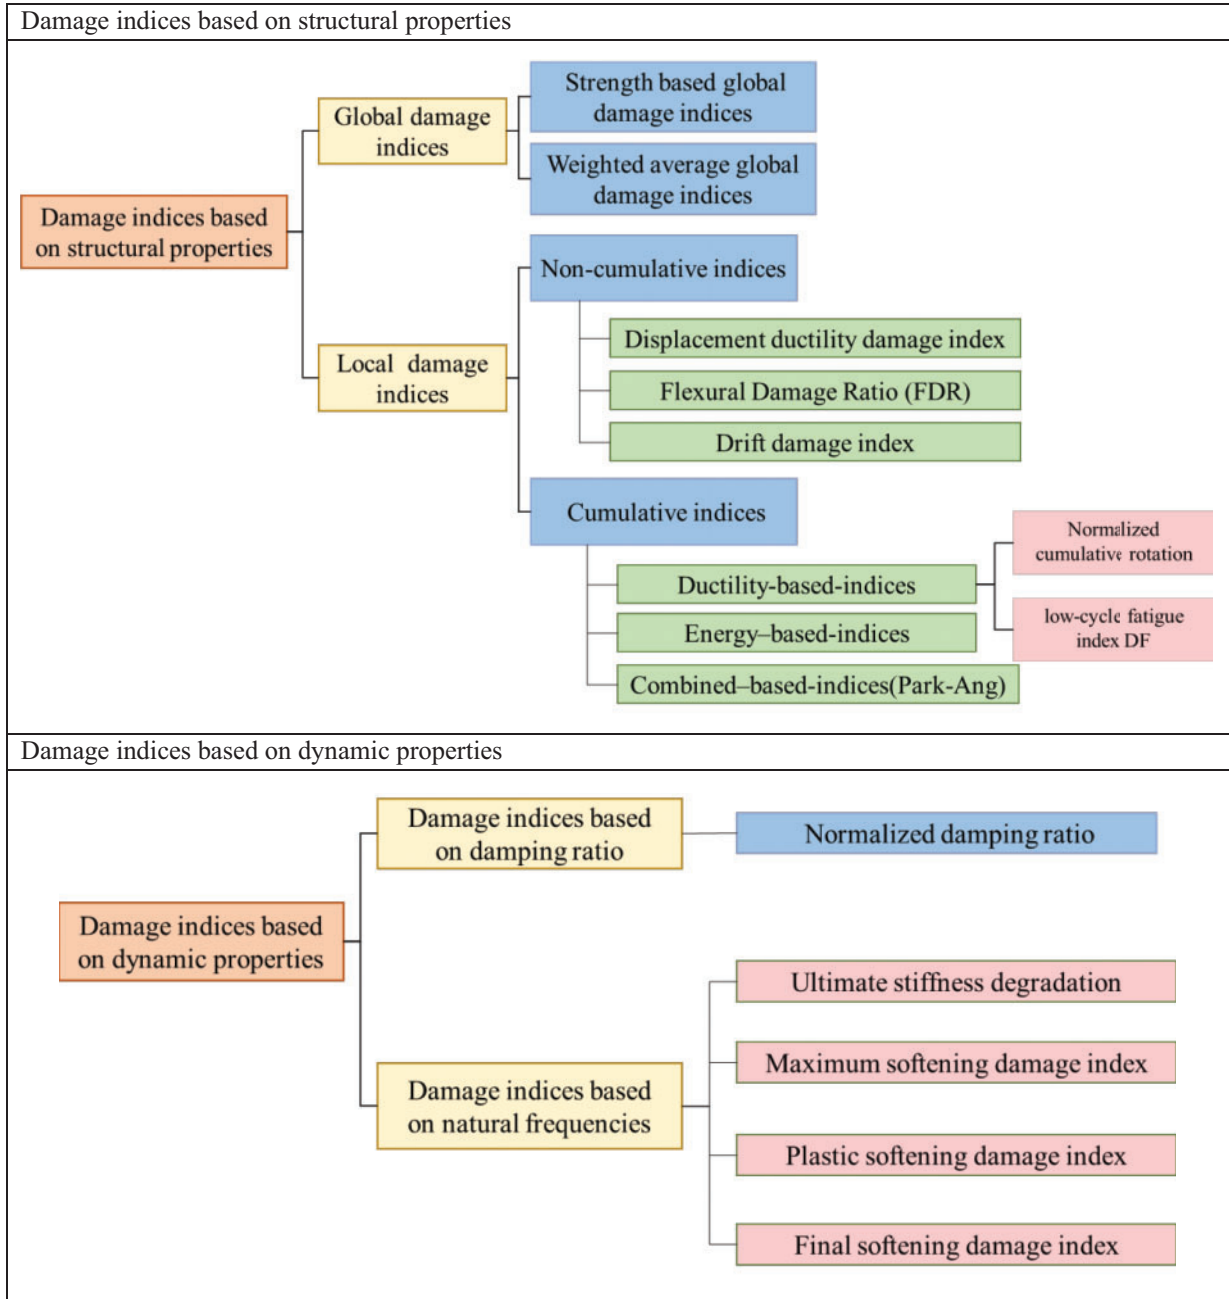 Damage indices based on structural properties
Strength based global
damage indices
Global damage
indices
Weighted average global
damage indices
Damage indices based
on structural properties
Non-cumulative indices
Displacement ductility damage index
Local damage
indices
Flexural Damage Ratio (FDR)
Drift damage index
Cumulative indices
Normalized
cumulative rotation
Ductility-based-indices
low-cycle fatigue
index DF
Energy–based-indices
Combined–based-indices(Park-Ang)
Damage indices based on dynamic properties
Damage indices based
on damping ratio
Normalized damping ratio
Damage indices based
on dynamic properties
Ultimate stiffness degradation
Maximum softening damage index
Damage indices based
on natural frequencies
Plastic softening damage index
Final softening damage index